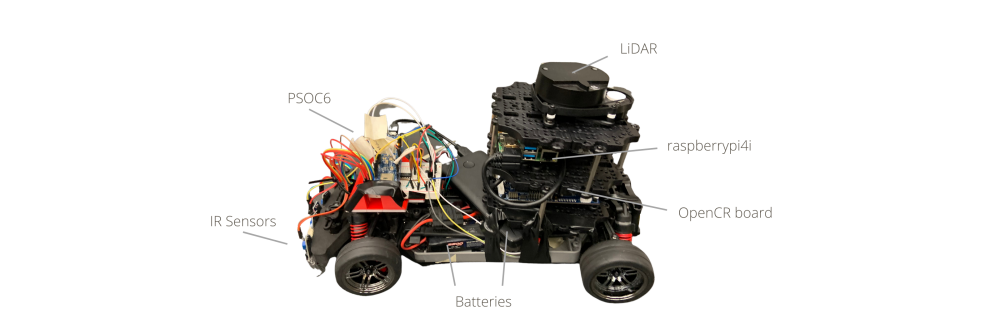 LiDAR
PSOC6
raspberrypi4i
OpenCR board
IR Sensors
Batteries